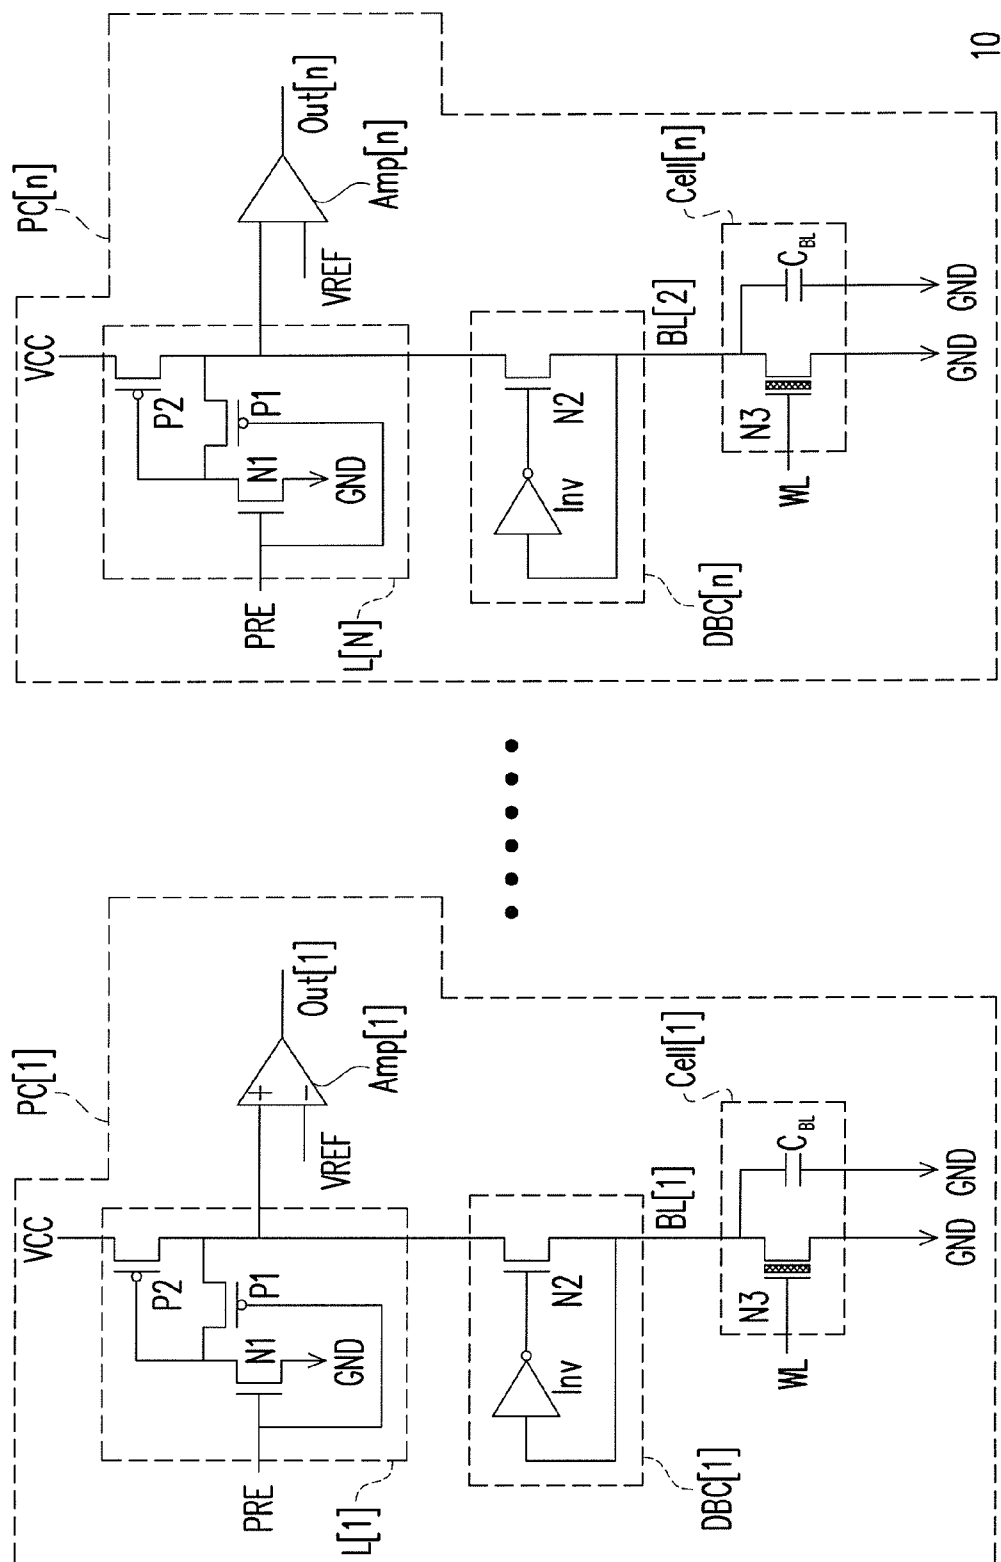 PC[1]
VCC
P2
P1
N1
GND
PRE
L[1]
VREF
+
-
Amp[1]
Out[1]
Inv
N2
DBC[1]
BL[1]
Cell[1]
N3
WL
CBL
GND
GND
PC[n]
VCC
P2
P1
N1
GND
PRE
L[N]
VREF
Amp[n]
Out[n]
Inv
N2
DBC[n]
BL[2]
Cell[n]
N3
WL
CBL
GND
GND
10